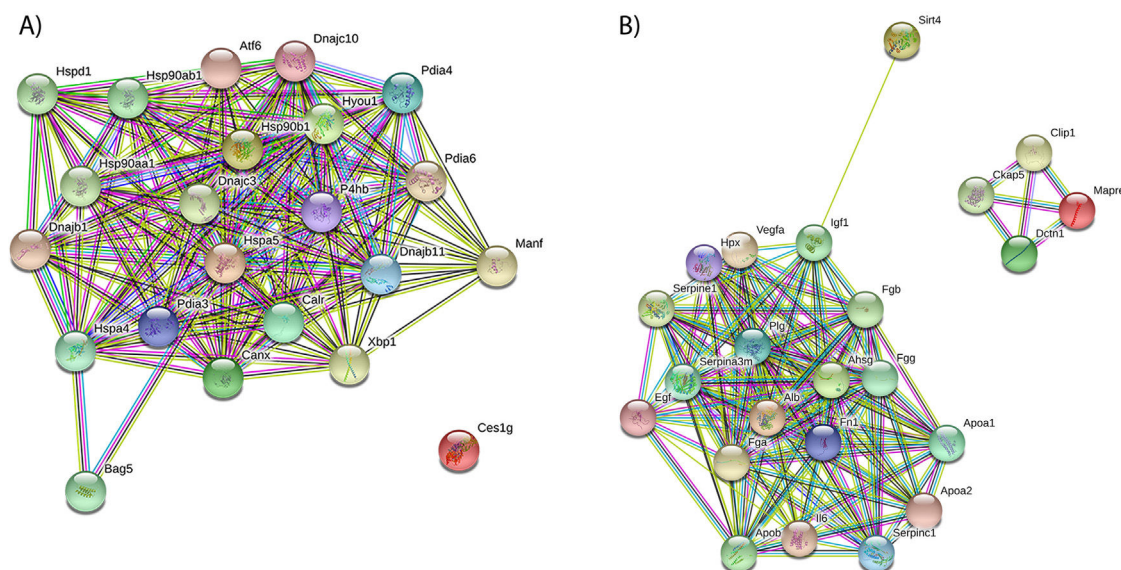 A)
Hspd1
Hsp90ab1
Atf6
Dnajc10
Pdia4
Hyou1
Hsp90b1
Hsp90aa1
Pdia6
Dnajc3
P4hb
Dnajb1
Hspa5
Dnajb11
Manf
Pdia3
Calr
Hspa4
Xbp1
Canx
Ces1g
Bag5
B)
Sirt4
Clip1
Ckap5
Mapre
Dctn1
Igf1
Vegfa
Hpx
Serpine1
Fgb
Plg
Serpina3m
Ahsg
Fgg
Egf
Alb
Fn1
Apoa1
Fga
Apoa2
Il6
Apob
Serpinc1